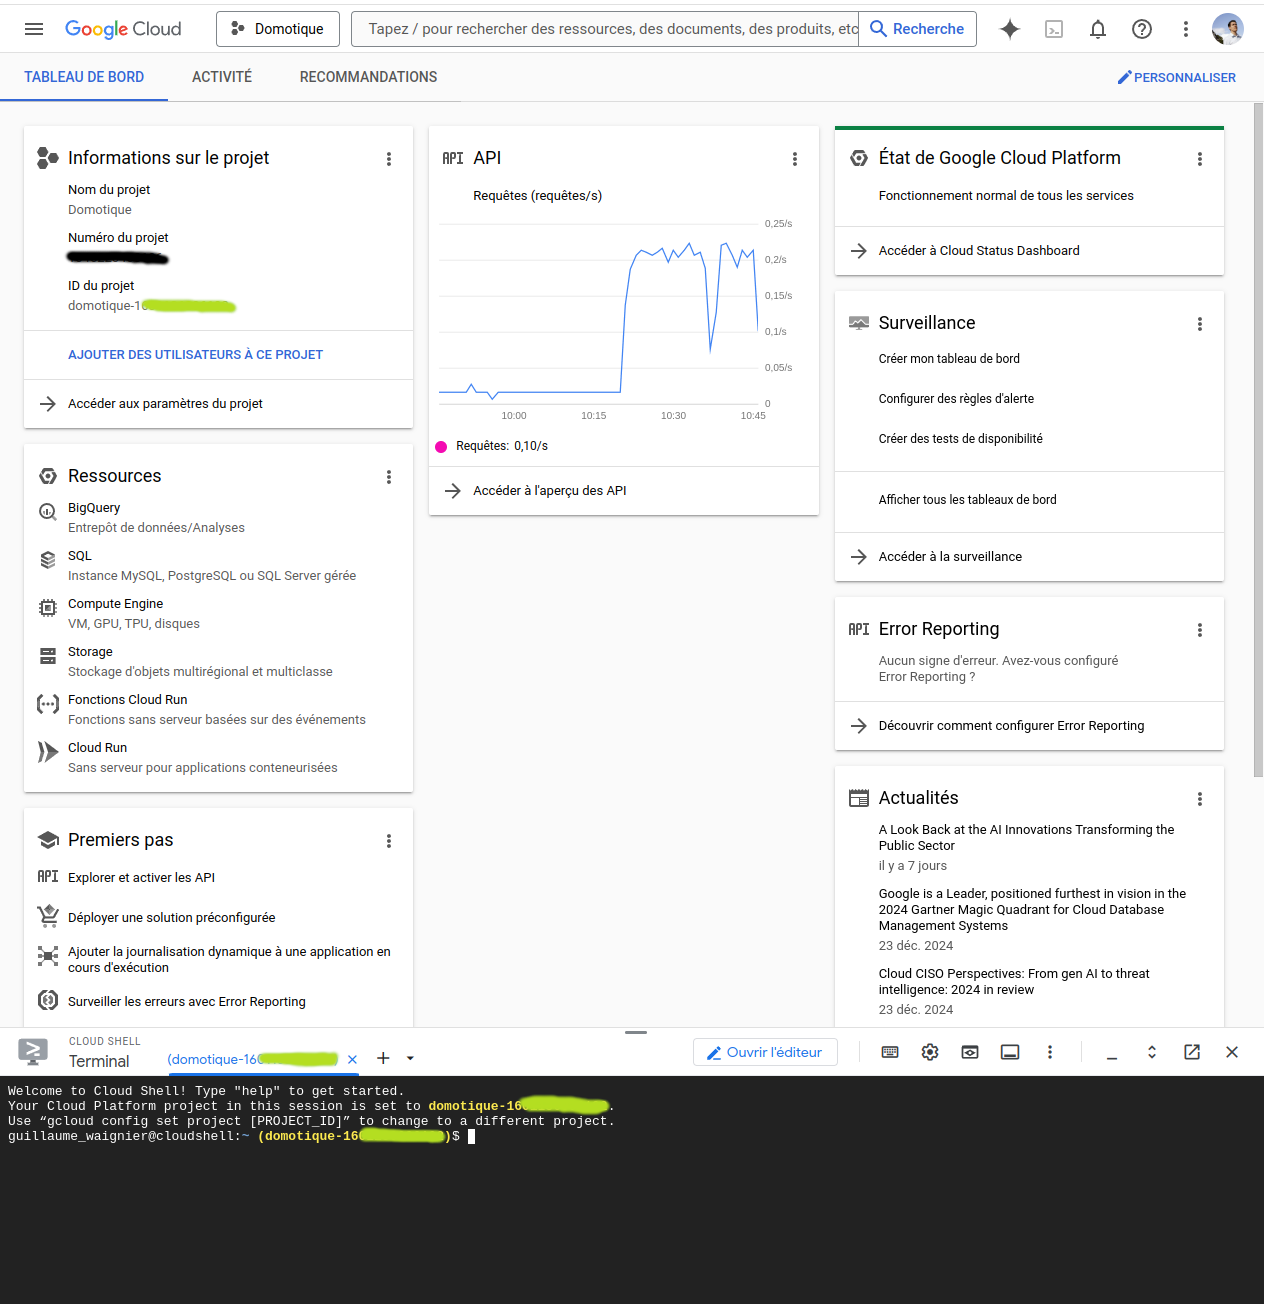 Google Cloud
Domotique
Tapez / pour rechercher des ressources, des documents, des produits, etc
Recherche
TABLEAU DE BORD
ACTIVITÉ
RECOMMANDATIONS
PERSONNALISER
Informations sur le projet
Nom du projet
Domotique
Numéro du projet
ID du projet
domotique-16
AJOUTER DES UTILISATEURS À CE PROJET
Accéder aux paramètres du projet
Ressources
BigQuery
Entrepôt de données/Analyses
SQL
Instance MySQL, PostgreSQL ou SQL Server gérée
Compute Engine
VM, GPU, TPU, disques
Storage
Stockage d'objets multirégional et multiclasse
Fonctions Cloud Run
Fonctions sans serveur basées sur des événements
Cloud Run
Sans serveur pour applications conteneurisées
Premiers pas
API
Explorer et activer les API
Déployer une solution préconfigurée
Ajouter la journalisation dynamique à une application en
cours d'exécution
Surveiller les erreurs avec Error Reporting
API
API
Requêtes (requêtes/s)
0,25/s
0,2/s
0,15/s
0,1/s
0,05/s
0
10:00
10:15
10:30
10:45
Requêtes: 0,10/s
Accéder à l'aperçu des API
État de Google Cloud Platform
Fonctionnement normal de tous les services
Accéder à Cloud Status Dashboard
Surveillance
Créer mon tableau de bord
Configurer des règles d'alerte
Créer des tests de disponibilité
Afficher tous les tableaux de bord
Accéder à la surveillance
API
Error Reporting
Aucun signe d'erreur. Avez-vous configuré
Error Reporting ?
Découvrir comment configurer Error Reporting
Actualités
A Look Back at the AI Innovations Transforming the
Public Sector
il y a 7 jours
Google is a Leader, positioned furthest in vision in the
2024 Gartner Magic Quadrant for Cloud Database
Management Systems
23 déc. 2024
Cloud CISO Perspectives: From gen AI to threat
intelligence: 2024 in review
23 déc. 2024
CLOUD SHELL
Terminal
(domotique-160
Ouvrir l'éditeur
Welcome to Cloud Shell! Type "help" to get started.
Your Cloud Platform project in this session is set to domotique-16.
Use “gcloud config set project [PROJECT_ID]” to change to a different project.
guillaume_waignier@cloudshell:~ (domotique-16)$